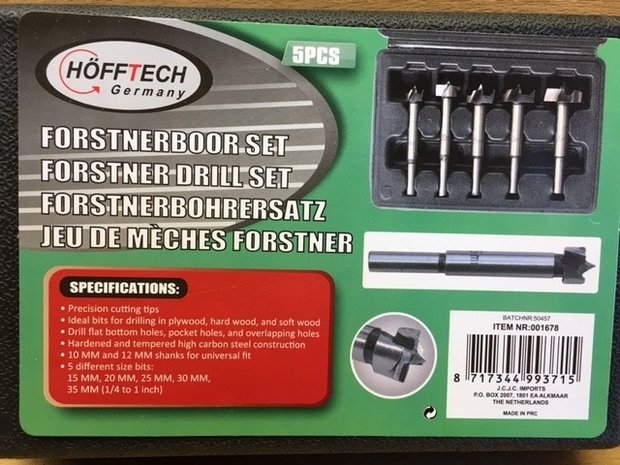 HÖFFTECH
Germany
5PCS
FORSTNERBOOR SET
FORSTNER DRILL SET
FORSTNERBOHRERSATZ
JEU DE MÈCHES FORSTNER
SPECIFICATIONS:
• Precision cutting tips
• Ideal bits for drilling in plywood, hard wood, and soft wood
• Drill flat bottom holes, pocket holes, and overlapping holes
• Hardened and tempered high carbon steel construction
• 10 MM and 12 MM shanks for universal fit
• 5 different size bits:
15 MM, 20 MM, 25 MM, 30 MM,
35 MM (1/4 to 1 inch)
BATCHNR:50457
ITEM NR:001678
8 717344 993715
J.C.J.C. IMPORTS
P.O. BOX 2007, 1801 EA ALKMAAR
THE NETHERLANDS
MADE IN PRC